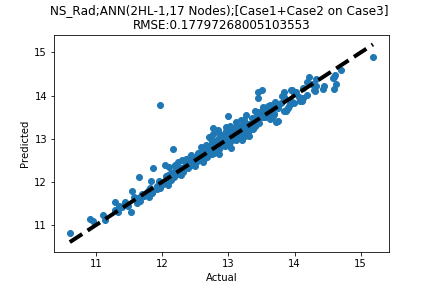 NS_Rad;ANN(2HL-1,17 Nodes);[Case1+Case2 on Case3]
RMSE:0.17797268005103553
15
14
13
12
11
Predicted
11 12 13 14 15
Actual